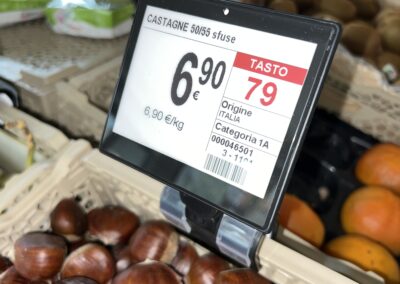 CASTAGNE 50/55 sfuse
6,90
€
6,90 €/kg
TASTO
79
Origine
ITALIA
Categoria 1A
000046501